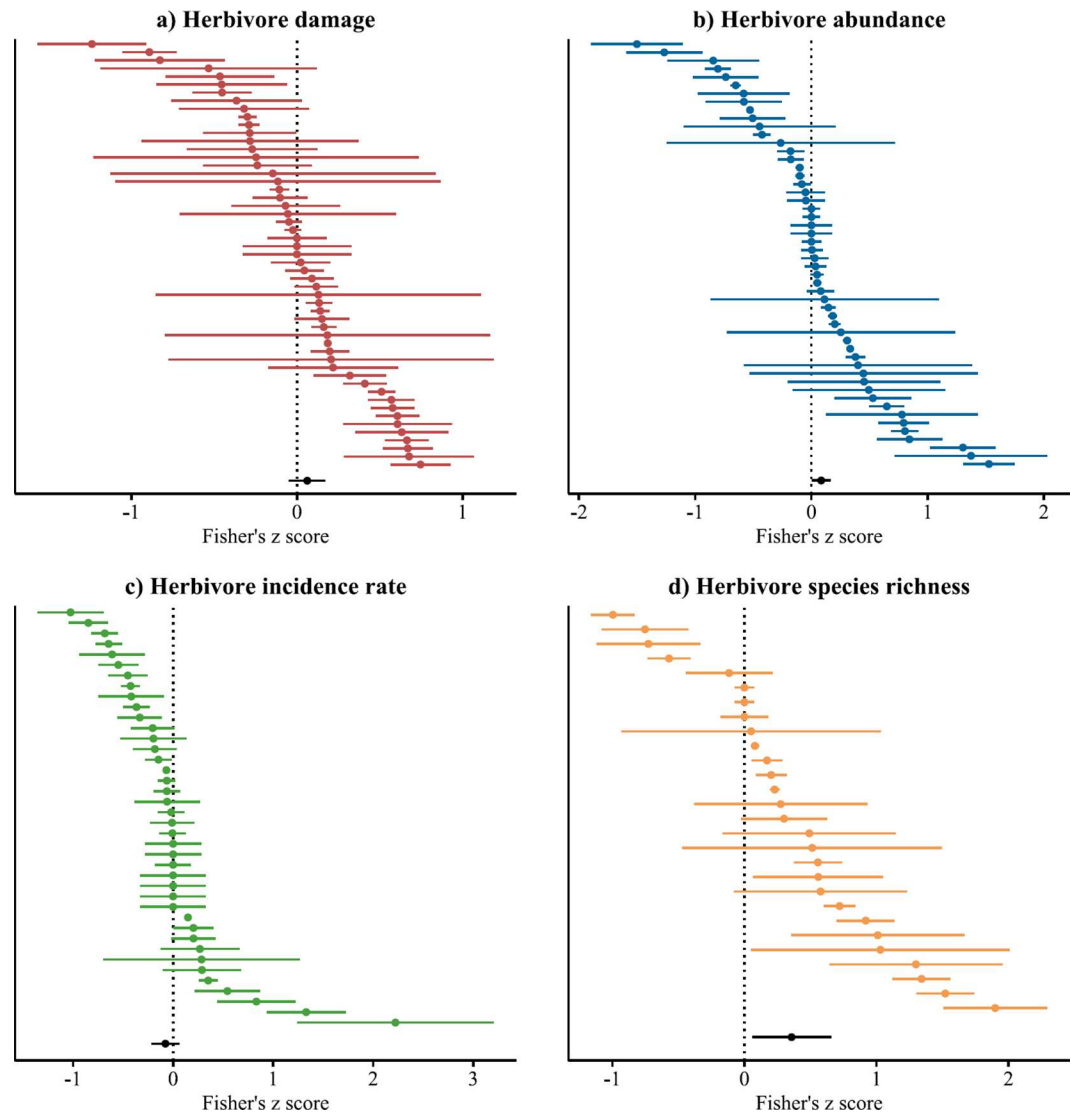 a) Herbivore damage
-1 0 1
Fisher's z score
b) Herbivore abundance
-2 -1 0 1 2
Fisher's z score
c) Herbivore incidence rate
-1 0 1 2 3
Fisher's z score
d) Herbivore species richness
-1 0 1 2
Fisher's z score